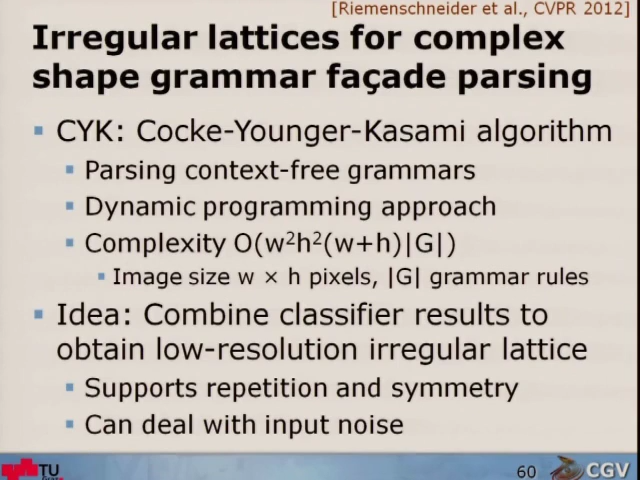 [Riemenschneider et al., CVPR 2012]
Irregular lattices for complex
shape grammar façade parsing
CYK: Cocke-Younger-Kasami algorithm
Parsing context-free grammars
Dynamic programming approach
Complexity O(w²h²(w+h)|G|)
Image size w × h pixels, |G| grammar rules
Idea: Combine classifier results to
obtain low-resolution irregular lattice
Supports repetition and symmetry
Can deal with input noise
TU
60
CGV